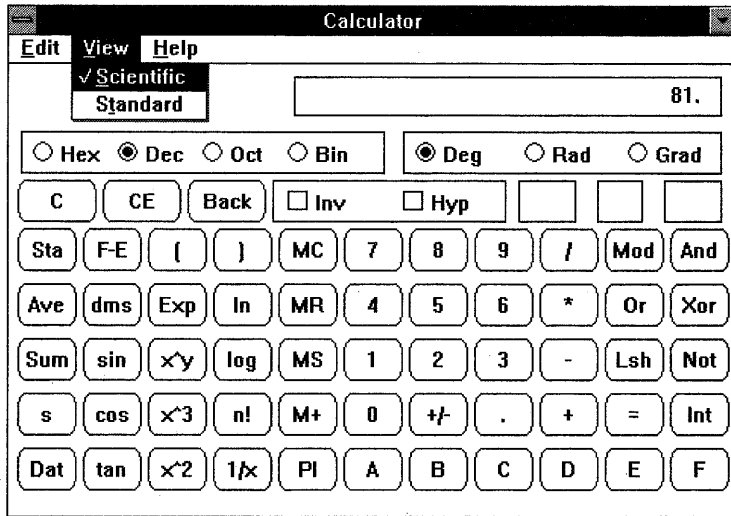 Calculator
Edit View Help
✓ Scientific
Standard
81.
Hex Dec Oct Bin Deg Rad Grad
C CE Back Inv Hyp
Sta F-E ( ) MC 7 8 9 / Mod And
Ave dms Exp ln MR 4 5 6 * Or Xor
Sum sin x^y log MS 1 2 3 - Lsh Not
s cos x^3 n! M+ 0 +/- . + = Int
Dat tan x^2 1/x PI A B C D E F